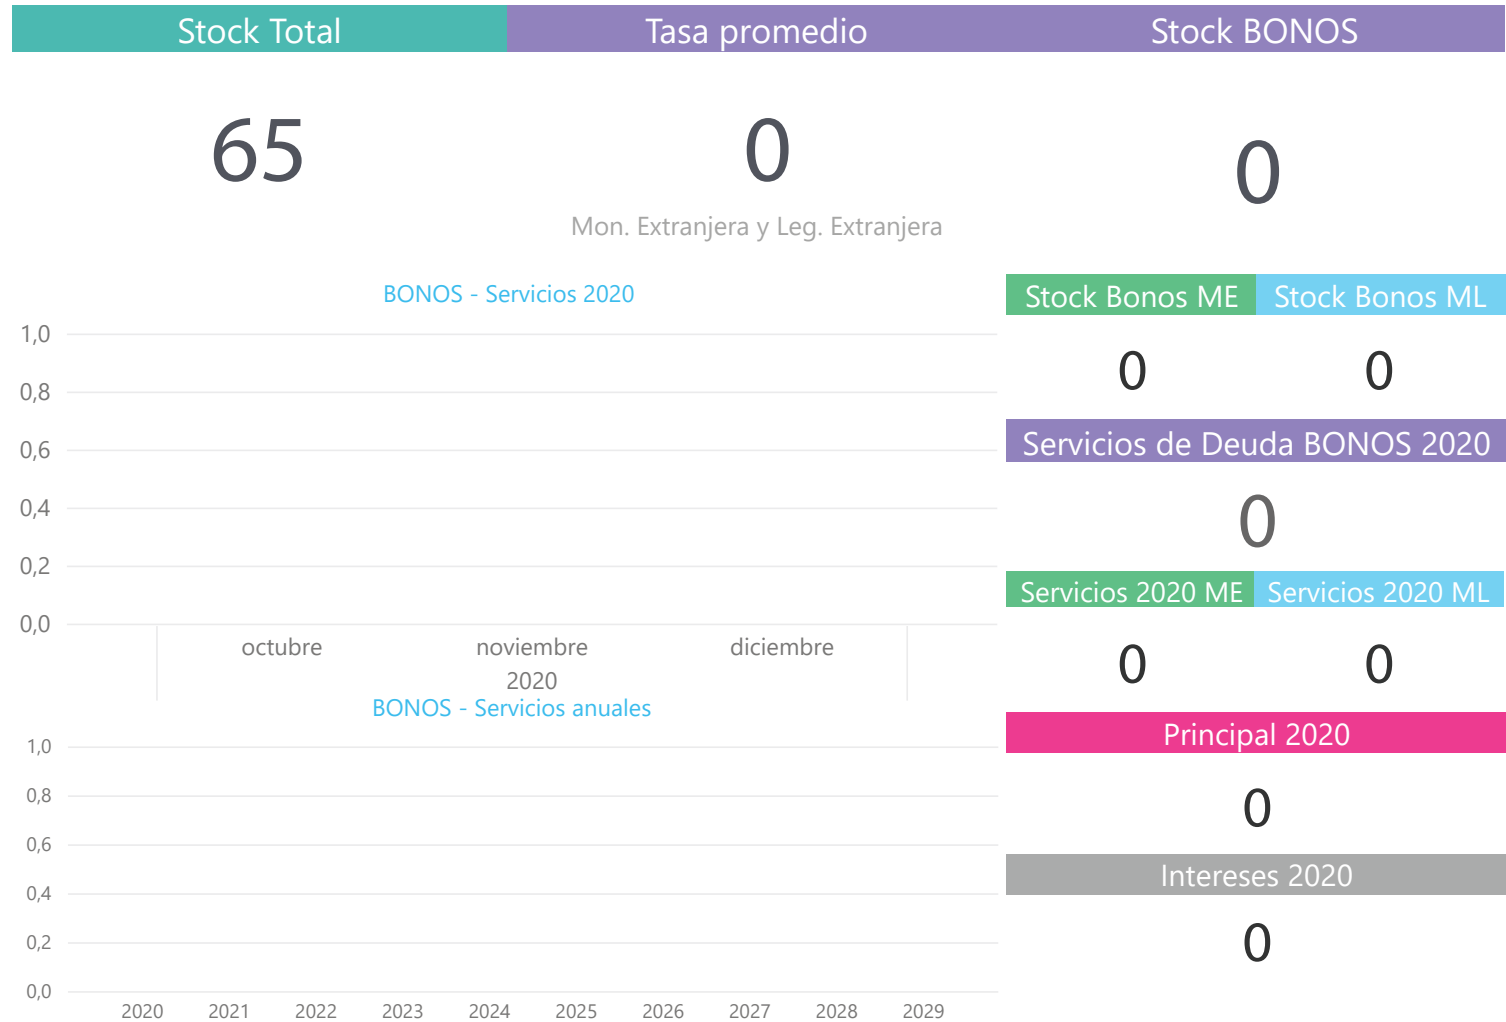 Stock Total
Tasa promedio
Stock BONOS
65
0
0
Mon. Extranjera y Leg. Extranjera
BONOS - Servicios 2020
1,0
0,8
0,6
0,4
0,2
0,0
octubre
noviembre
diciembre
2020
BONOS - Servicios anuales
1,0
0,8
0,6
0,4
0,2
0,0
2020 2021 2022 2023 2024 2025 2026 2027 2028 2029
Stock Bonos ME
Stock Bonos ML
0
0
Servicios de Deuda BONOS 2020
0
Servicios 2020 ME
Servicios 2020 ML
0
0
Principal 2020
0
Intereses 2020
0